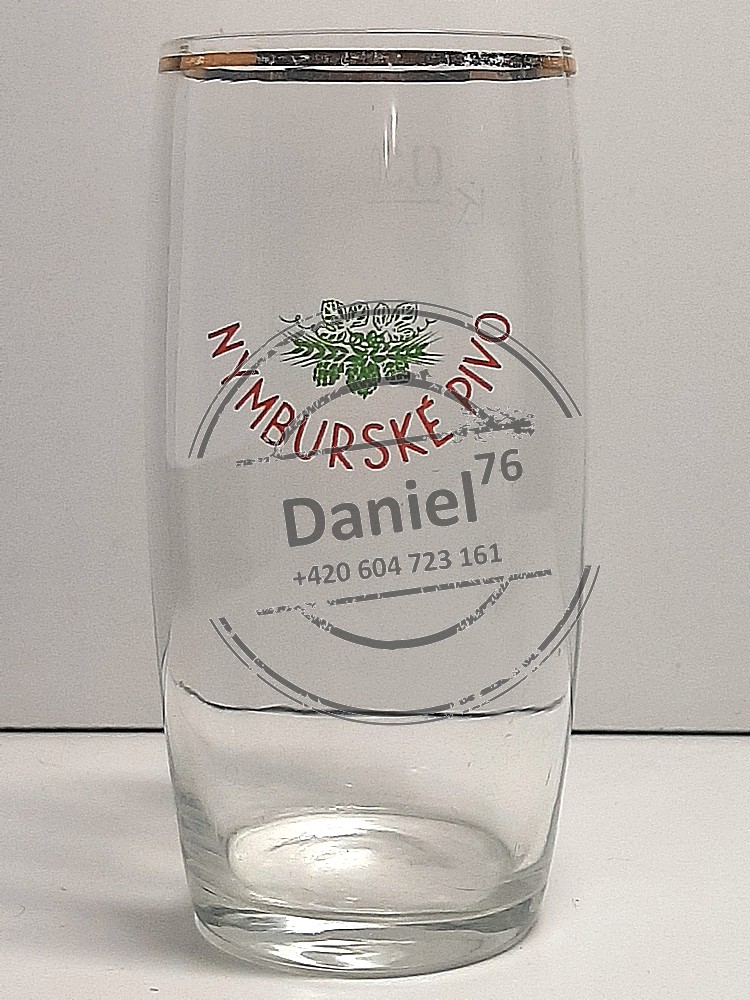 NYMBURSKÉ PIVO
Daniel76
+420 604 723 161